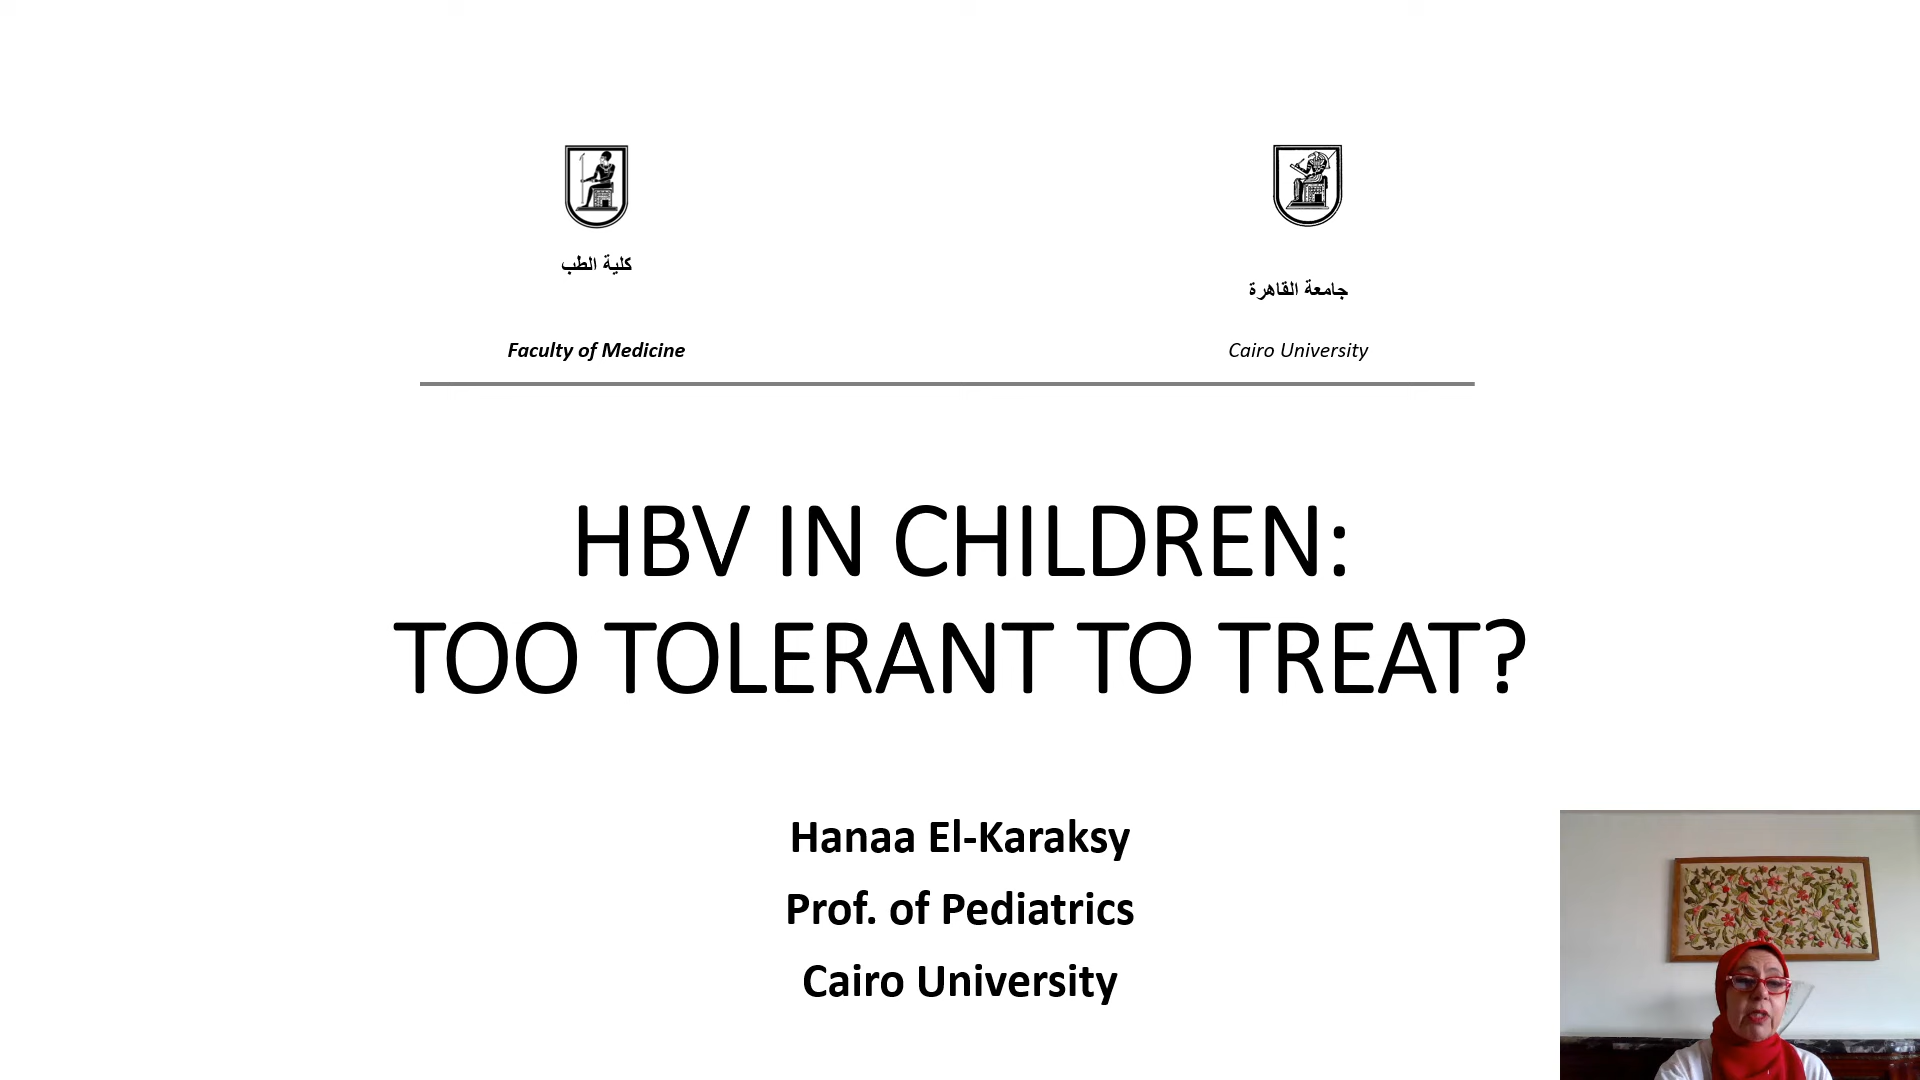 كلية الطب
جامعة القاهرة
Faculty of Medicine
Cairo University
HBV IN CHILDREN:
TOO TOLERANT TO TREAT?
Hanaa El-Karaksy
Prof. of Pediatrics
Cairo University